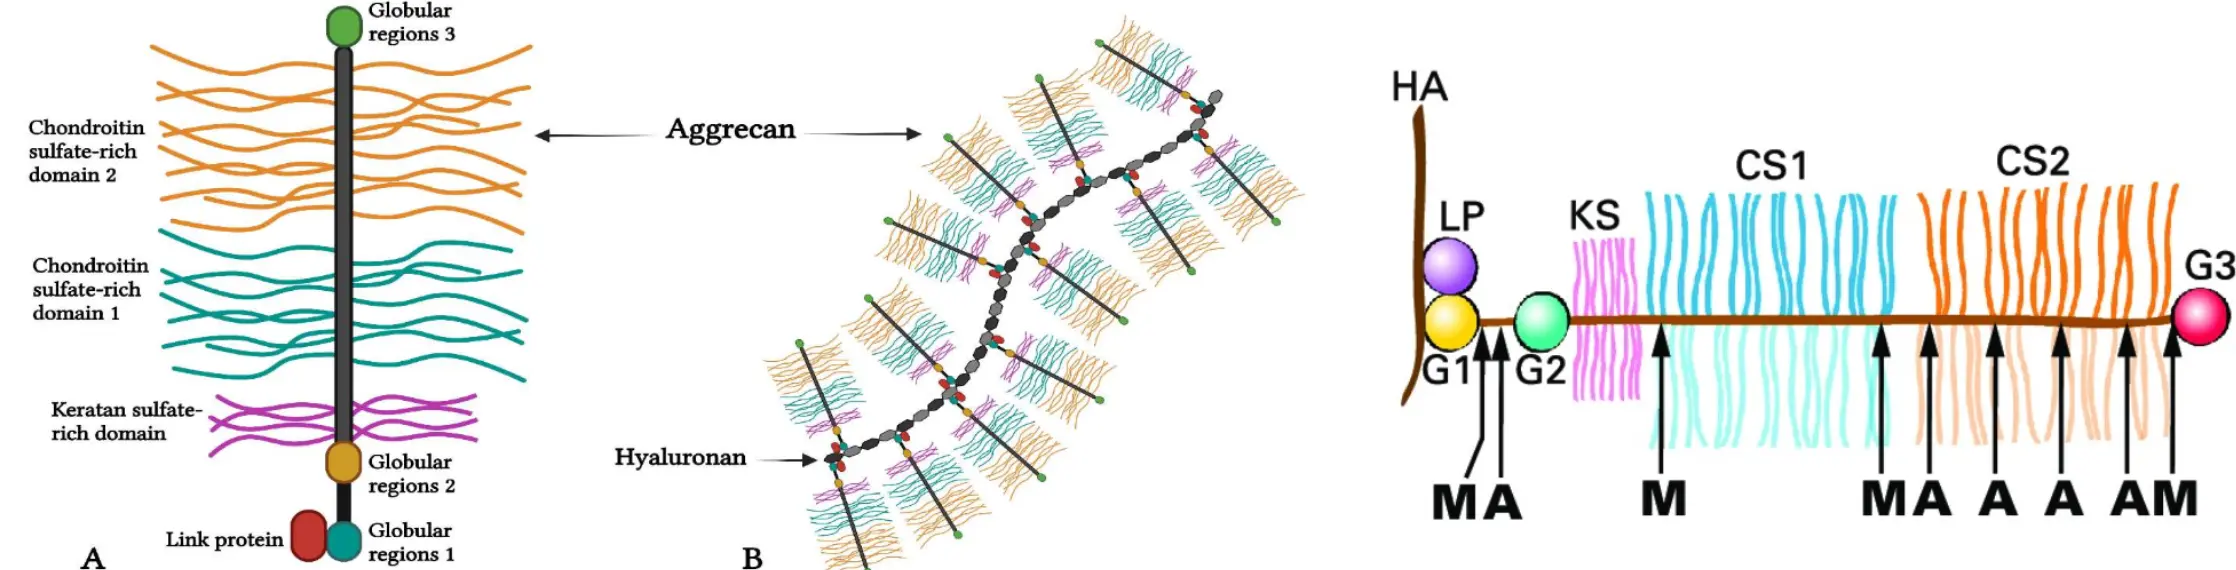 Globular
regions 3
Chondroitin
sulfate-rich
domain 2
Chondroitin
sulfate-rich
domain 1
Keratan sulfate-
rich domain
Globular
regions 2
Link protein
Globular
regions 1
A
Aggrecan
Hyaluronan
B
HA
LP
KS
CS1
CS2
G3
G1
G2
M A M M A A A A M